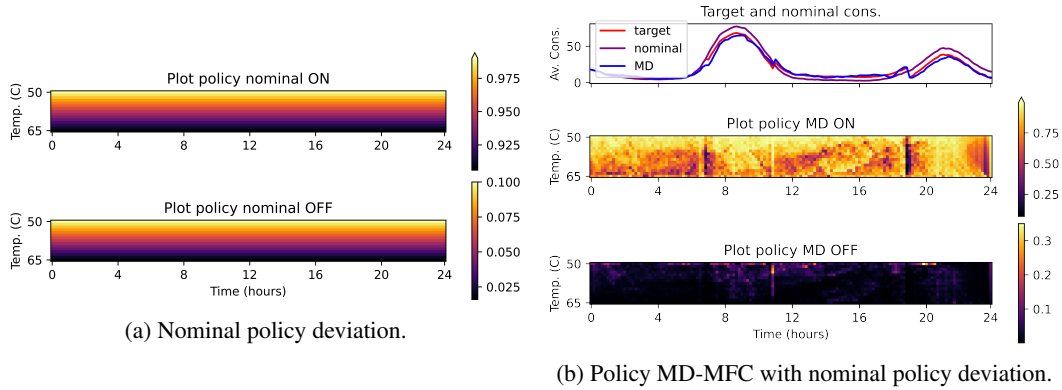 Plot policy nominal ON
Temp. (C)
50
65
0 4 8 12 16 20 24
0.975
0.950
0.925
Plot policy nominal OFF
Temp. (C)
50
65
0 4 8 12 16 20 24
Time (hours)
0.100
0.075
0.050
0.025
(a) Nominal policy deviation.
Target and nominal cons.
Av. Cons.
50
0
target
nominal
MD
Plot policy MD ON
Temp. (C)
50
65
0 4 8 12 16 20 24
0.75
0.50
0.25
Plot policy MD OFF
Temp. (C)
50
65
0 4 8 12 16 20 24
Time (hours)
0.3
0.2
0.1
(b) Policy MD-MFC with nominal policy deviation.